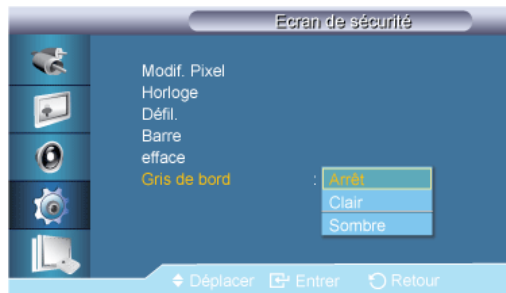 Ecran de sécurité
Modif. Pixel
Horloge
Défil.
Barre
efface
Gris de bord : Arrêt
Clair
Sombre
Déplacer Entrer Retour